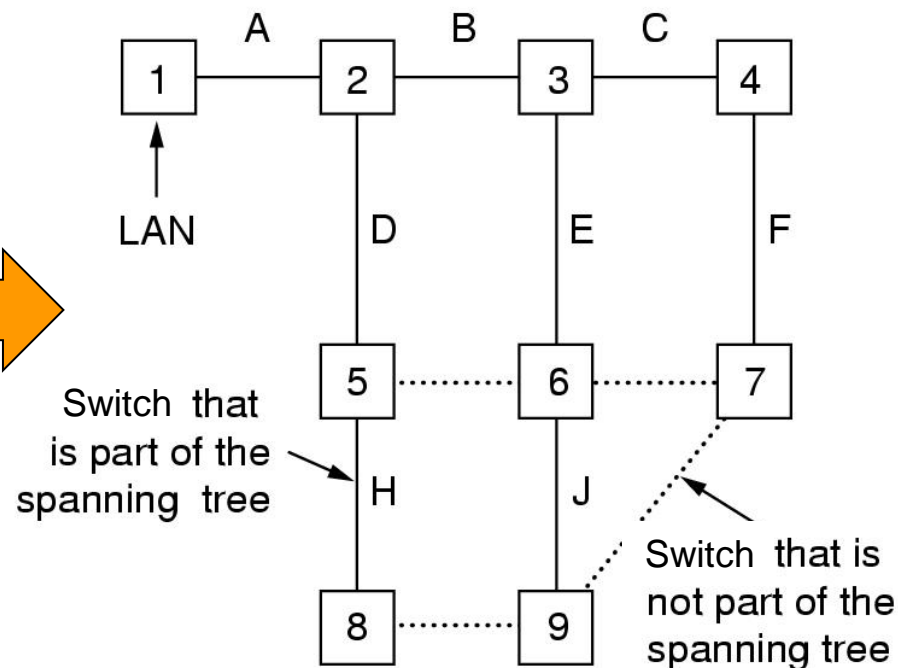 A B C
1 2 3 4
LAN D E F
5 6 7
Switch that
is part of the
spanning tree
H J
Switch that is
not part of the
spanning tree
8 9